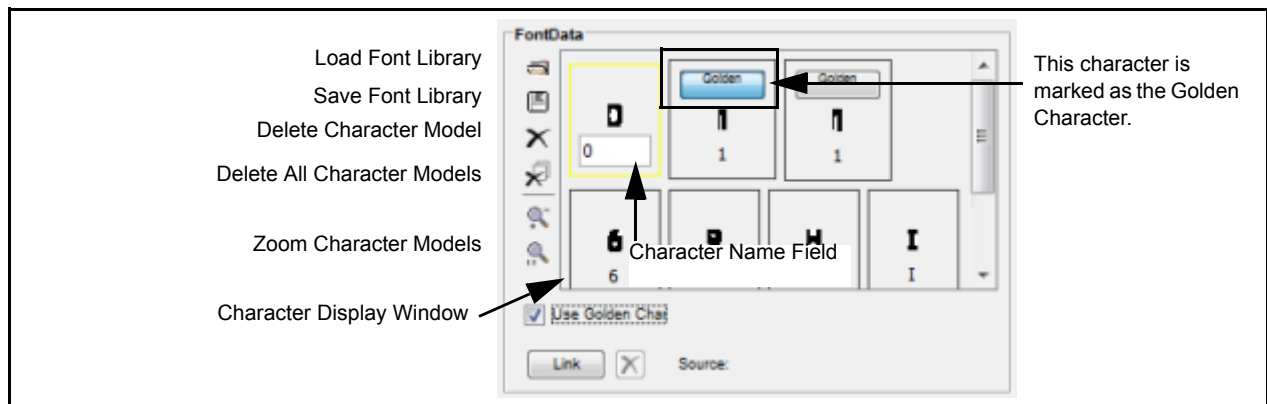 FontData
Load Font Library
Save Font Library
Delete Character Model
Delete All Character Models
Zoom Character Models
Character Display Window
Golden
Golden
This character is
marked as the Golden
Character.
0
1
1
Character Name Field
6
I
I
Use Golden Char
Link
Source: